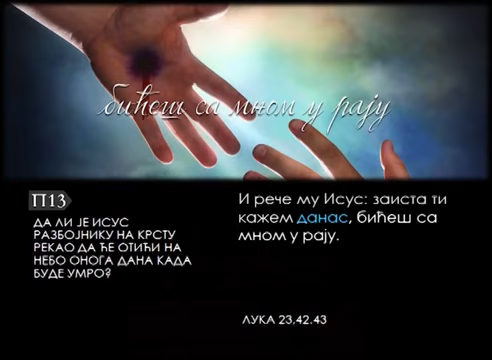 бићеш са мном у рају
П13
ДА ЛИ ЈЕ ИСУС
РАЗБОЈНИКУ НА КРСТУ
РЕКАО ДА ЋЕ ОТИЋИ НА
НЕБО ОНОГА ДАНА КАДА
БУДЕ УМРО?
И рече му Исус: заиста ти
кажем данас, бићеш са
мном у рају.
ЛУКА 23,42.43